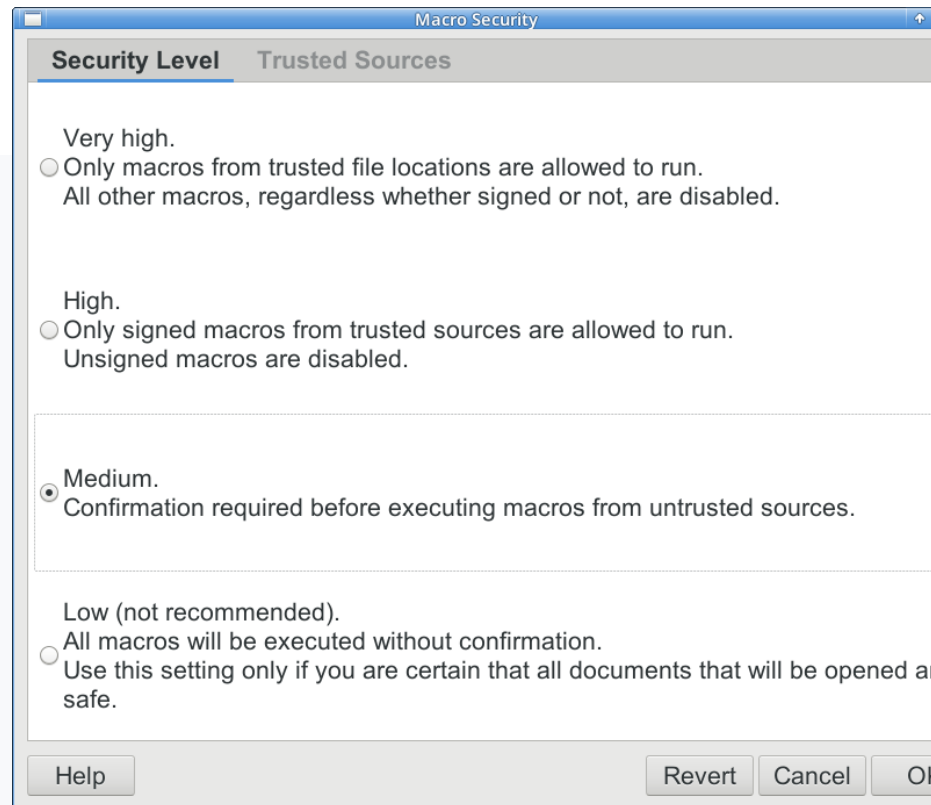 Macro Security
Security Level Trusted Sources
Very high.
Only macros from trusted file locations are allowed to run.
All other macros, regardless whether signed or not, are disabled.
High.
Only signed macros from trusted sources are allowed to run.
Unsigned macros are disabled.
Medium.
Confirmation required before executing macros from untrusted sources.
Low (not recommended).
All macros will be executed without confirmation.
Use this setting only if you are certain that all documents that will be opened
safe.
Help Revert Cancel